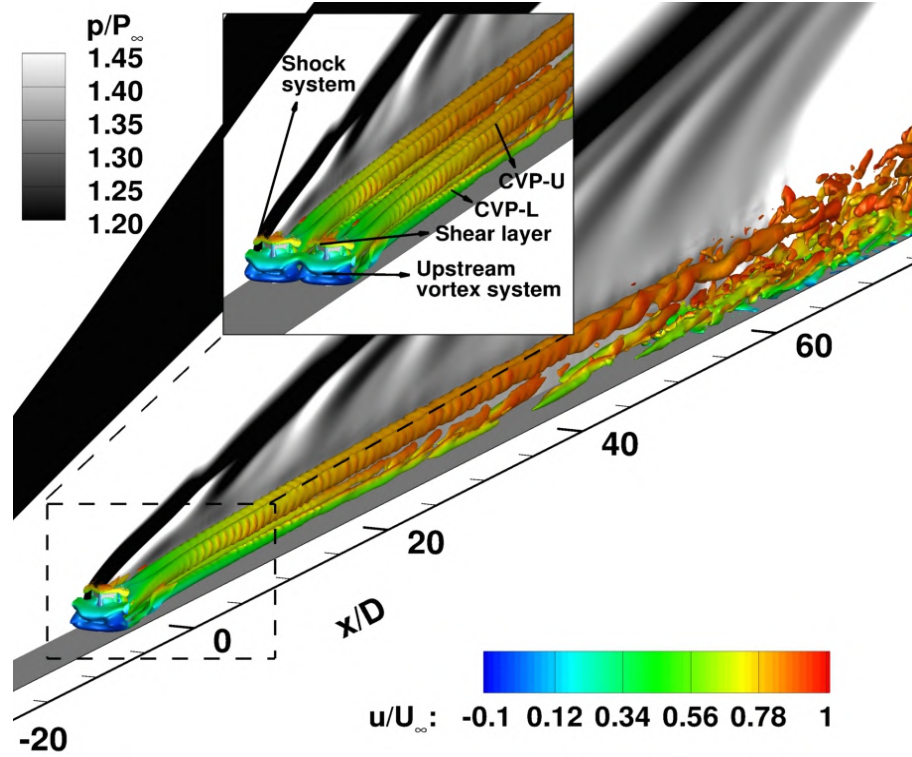 p/P∞
1.45
1.40
1.35
1.30
1.25
1.20
Shock
system
CVP-U
CVP-L
Shear layer
Upstream
vortex system
60
40
20
0
-20
x/D
u/U∞: -0.1 0.12 0.34 0.56 0.78 1